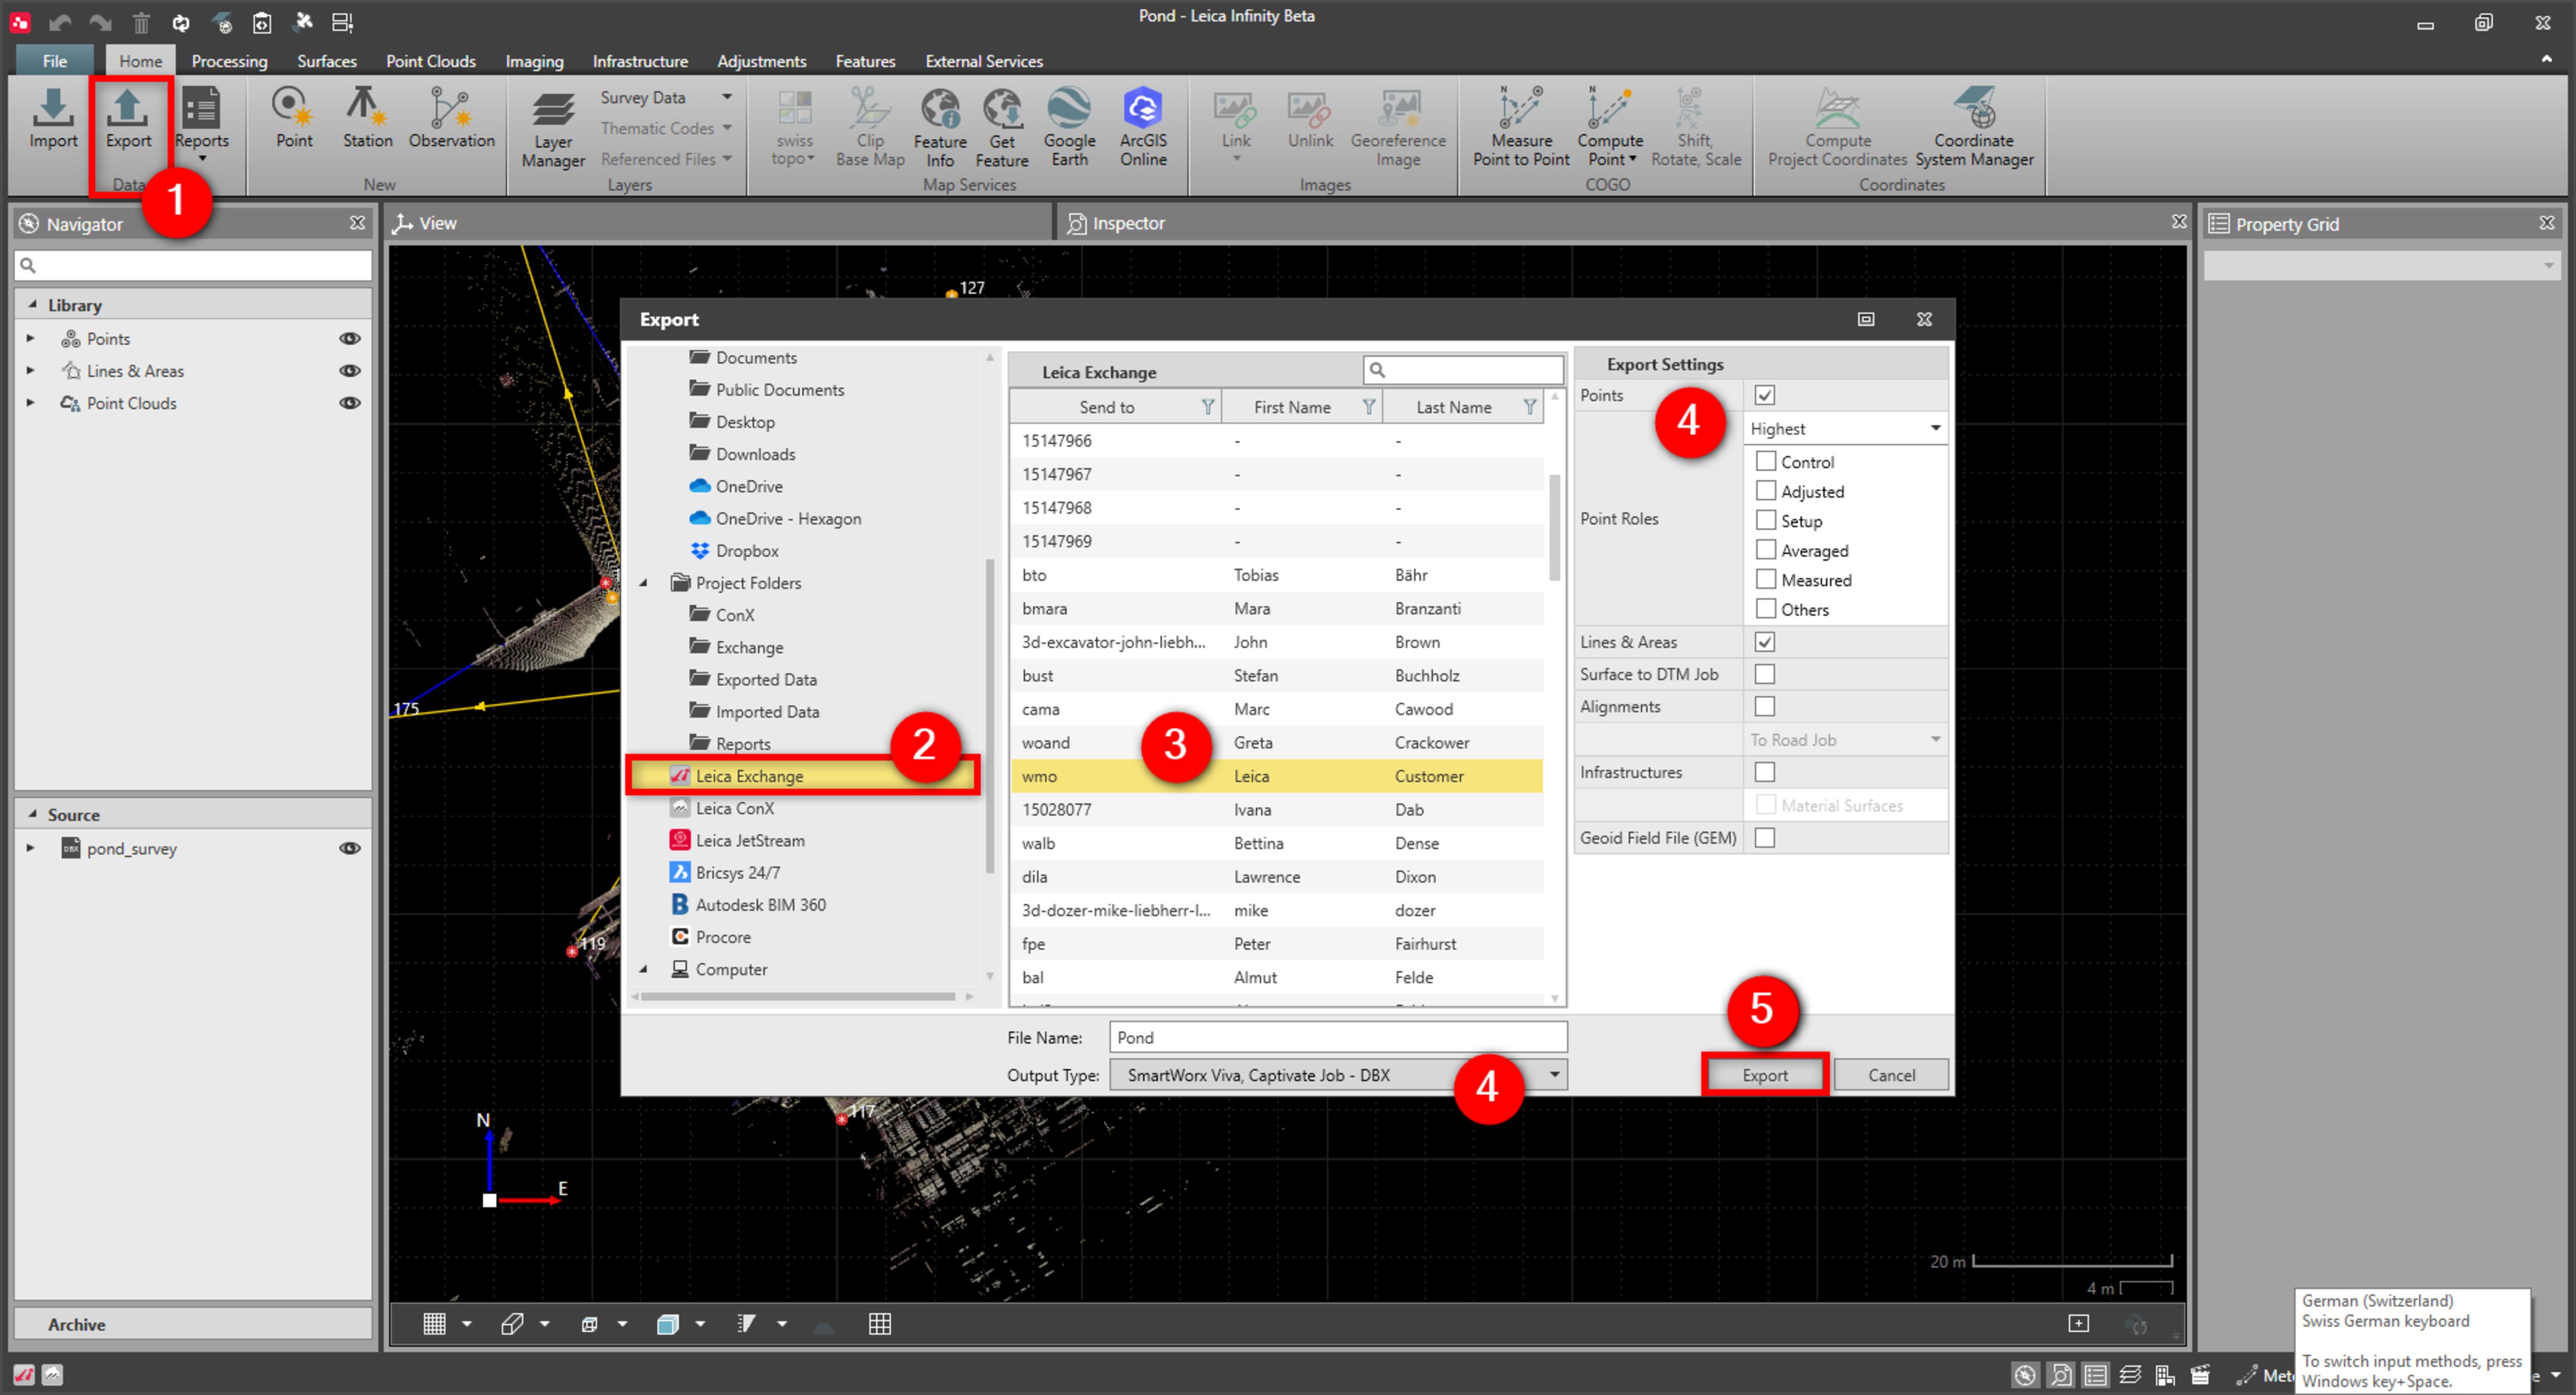 Pond - Leica Infinity Beta
File Home Processing Surfaces Point Clouds Imaging Infrastructure Adjustments Features External Services
Import Export Reports
Data
Point Station Observation
New
Layer Manager
Survey Data
Thematic Codes
Referenced Files
Layers
swiss topo
Clip Base Map
Feature Info
Get Feature
Google Earth
ArcGIS Online
Map Services
Link Unlink Georeference Image
Images
Measure Point to Point
Compute Point
Shift, Rotate, Scale
COGO
Compute Project Coordinates
Coordinate System Manager
Coordinates
1
Navigator
Library
Points
Lines & Areas
Point Clouds
Source
DBX pond_survey
Archive
View
Inspector
Property Grid
127
175
119
117
N
E
20 m
4 m
Export
Documents
Public Documents
Desktop
Downloads
OneDrive
OneDrive - Hexagon
Dropbox
Project Folders
ConX
Exchange
Exported Data
Imported Data
Reports
2
Leica Exchange
Leica ConX
Leica JetStream
Bricsys 24/7
Autodesk BIM 360
Procore
Computer
Leica Exchange
Send to First Name Last Name
15147966 - -
15147967 - -
15147968 - -
15147969 - -
bto Tobias Bähr
bmara Mara Branzanti
3d-excavator-john-liebh... John Brown
bust Stefan Buchholz
cama Marc Cawood
woand Greta Crackower
3
wmo Leica Customer
15028077 Ivana Dab
walb Bettina Dense
dila Lawrence Dixon
3d-dozer-mike-liebherr-l... mike dozer
fpe Peter Fairhurst
bal Almut Felde
Export Settings
Points
4
Highest
Point Roles
Control
Adjusted
Setup
Averaged
Measured
Others
Lines & Areas
Surface to DTM Job
Alignments
To Road Job
Infrastructures
Material Surfaces
Geoid Field File (GEM)
File Name: Pond
Output Type: SmartWorx Viva, Captivate Job - DBX
4
5
Export Cancel
German (Switzerland)
Swiss German keyboard
To switch input methods, press
Windows key+Space.